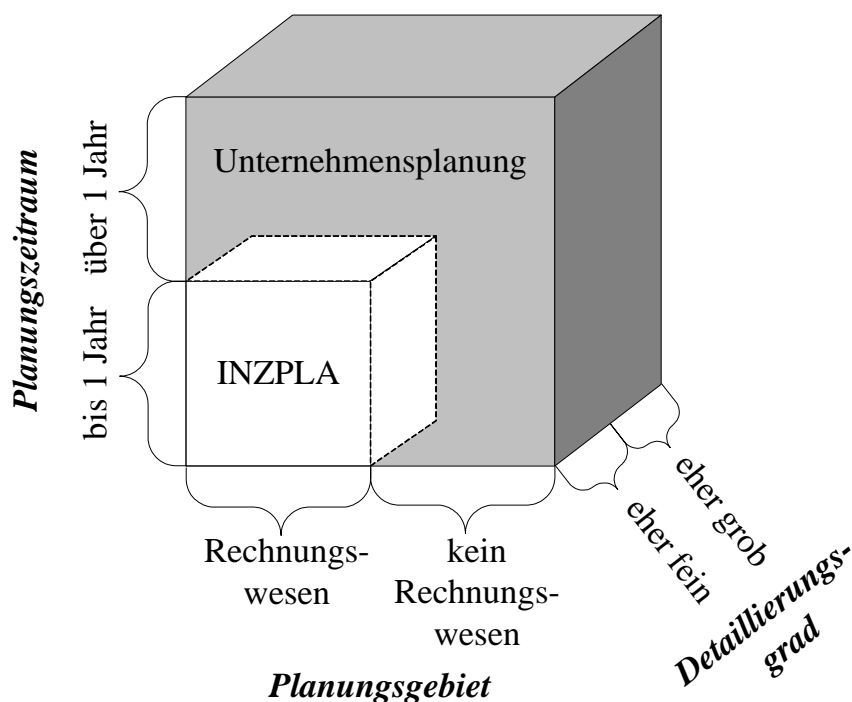 Unternehmensplanung
INZPLA
Planungszeitraum
über 1 Jahr
bis 1 Jahr
Rechnungs-
wesen
kein
Rechnungs-
wesen
Planungsgebiet
eher fein
eher grob
Detaillierungs-
grad